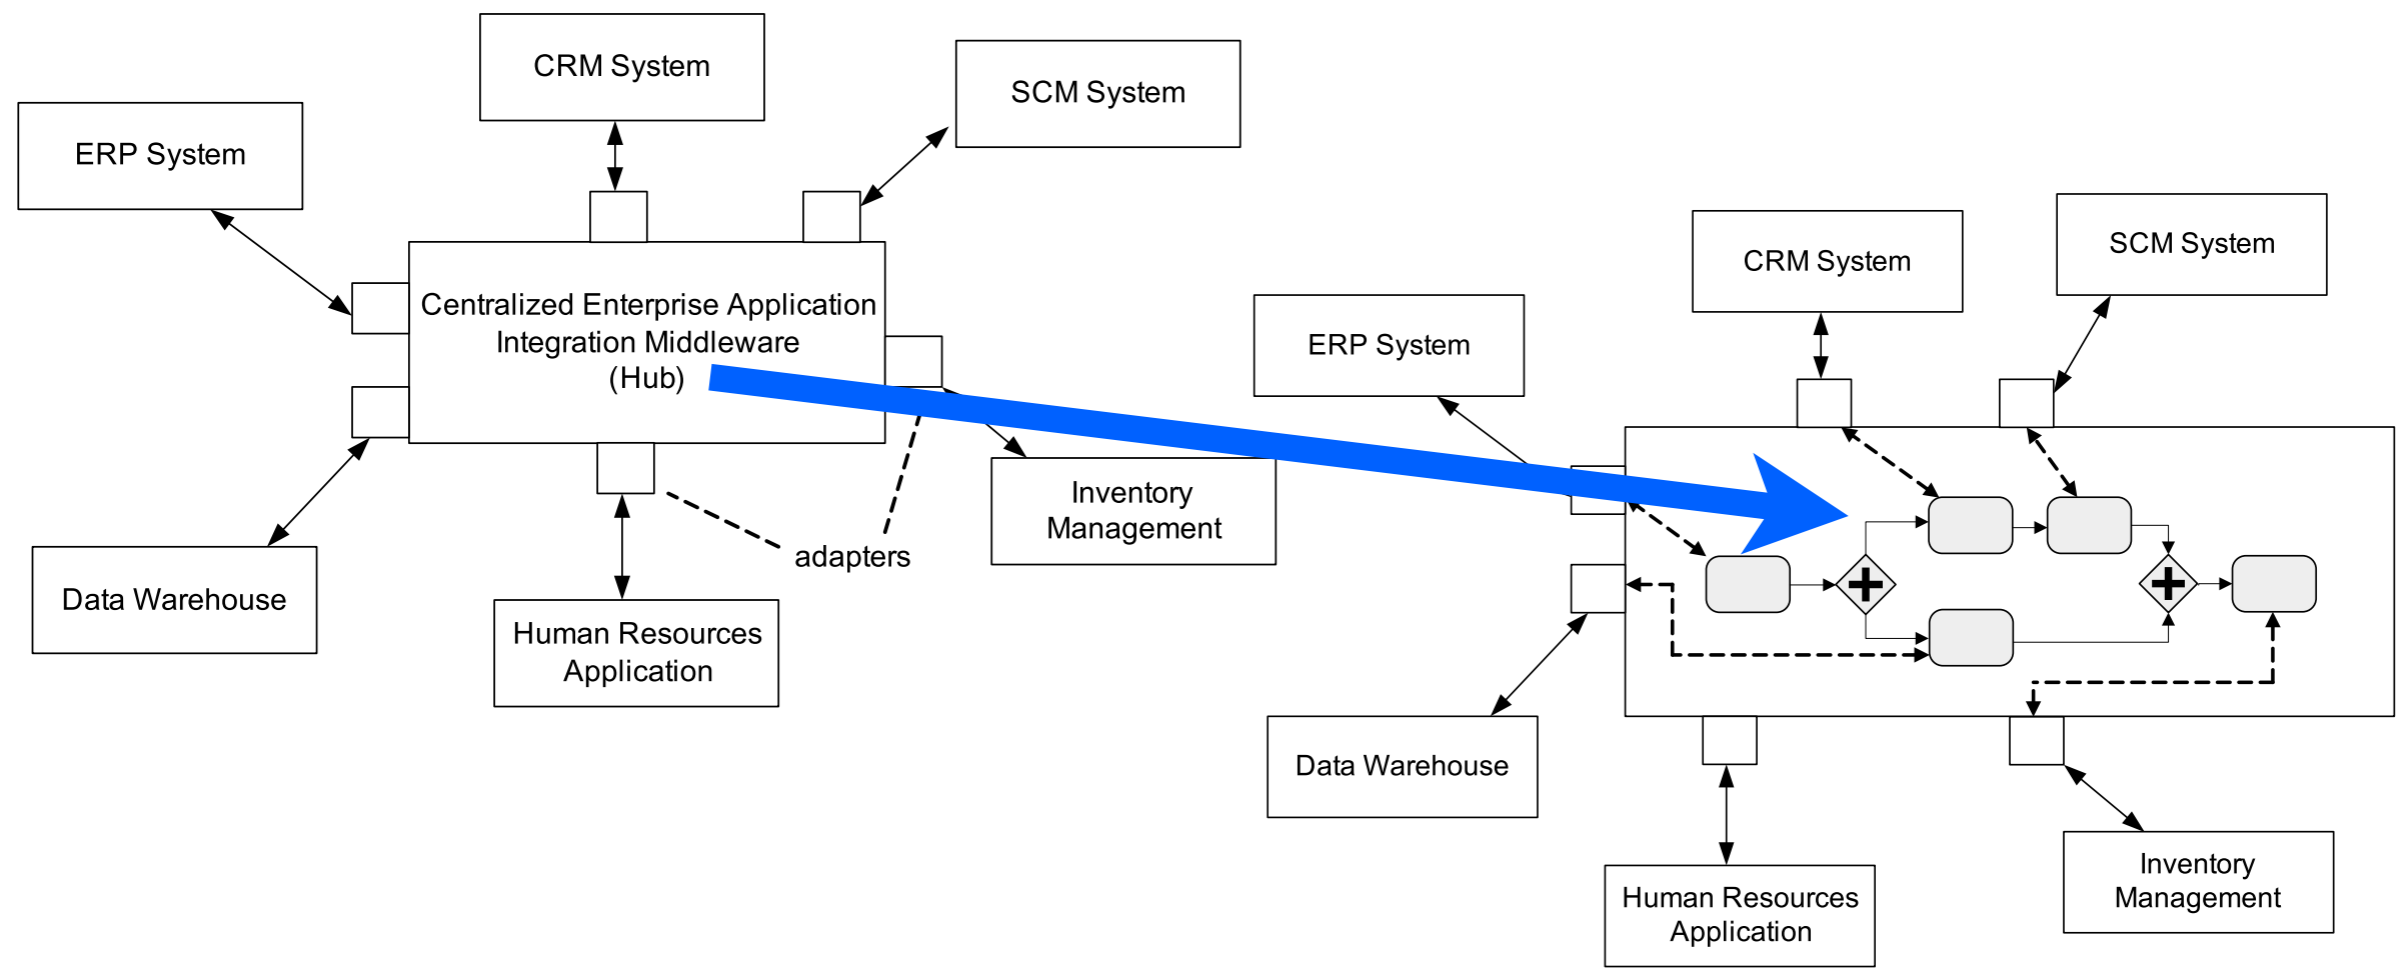 CRM System
SCM System
ERP System
Centralized Enterprise Application
Integration Middleware
(Hub)
Inventory
Management
adapters
Data Warehouse
Human Resources
Application
CRM System
SCM System
ERP System
Data Warehouse
Human Resources
Application
Inventory
Management